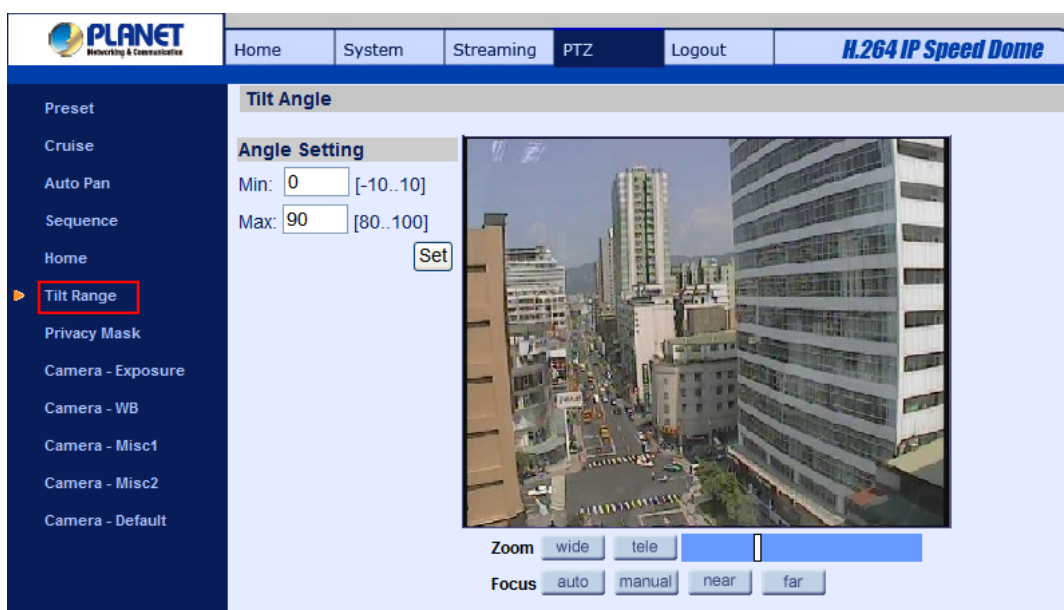 PLANET
Networking & Communication
Home
System
Streaming
PTZ
Logout
H.264 IP Speed Dome
Preset
Cruise
Auto Pan
Sequence
Home
Tilt Range
Privacy Mask
Camera - Exposure
Camera - WB
Camera - Misc1
Camera - Misc2
Camera - Default
Tilt Angle
Angle Setting
Min: 0 [-10..10]
Max: 90 [80..100]
Set
Zoom wide tele
Focus auto manual near far